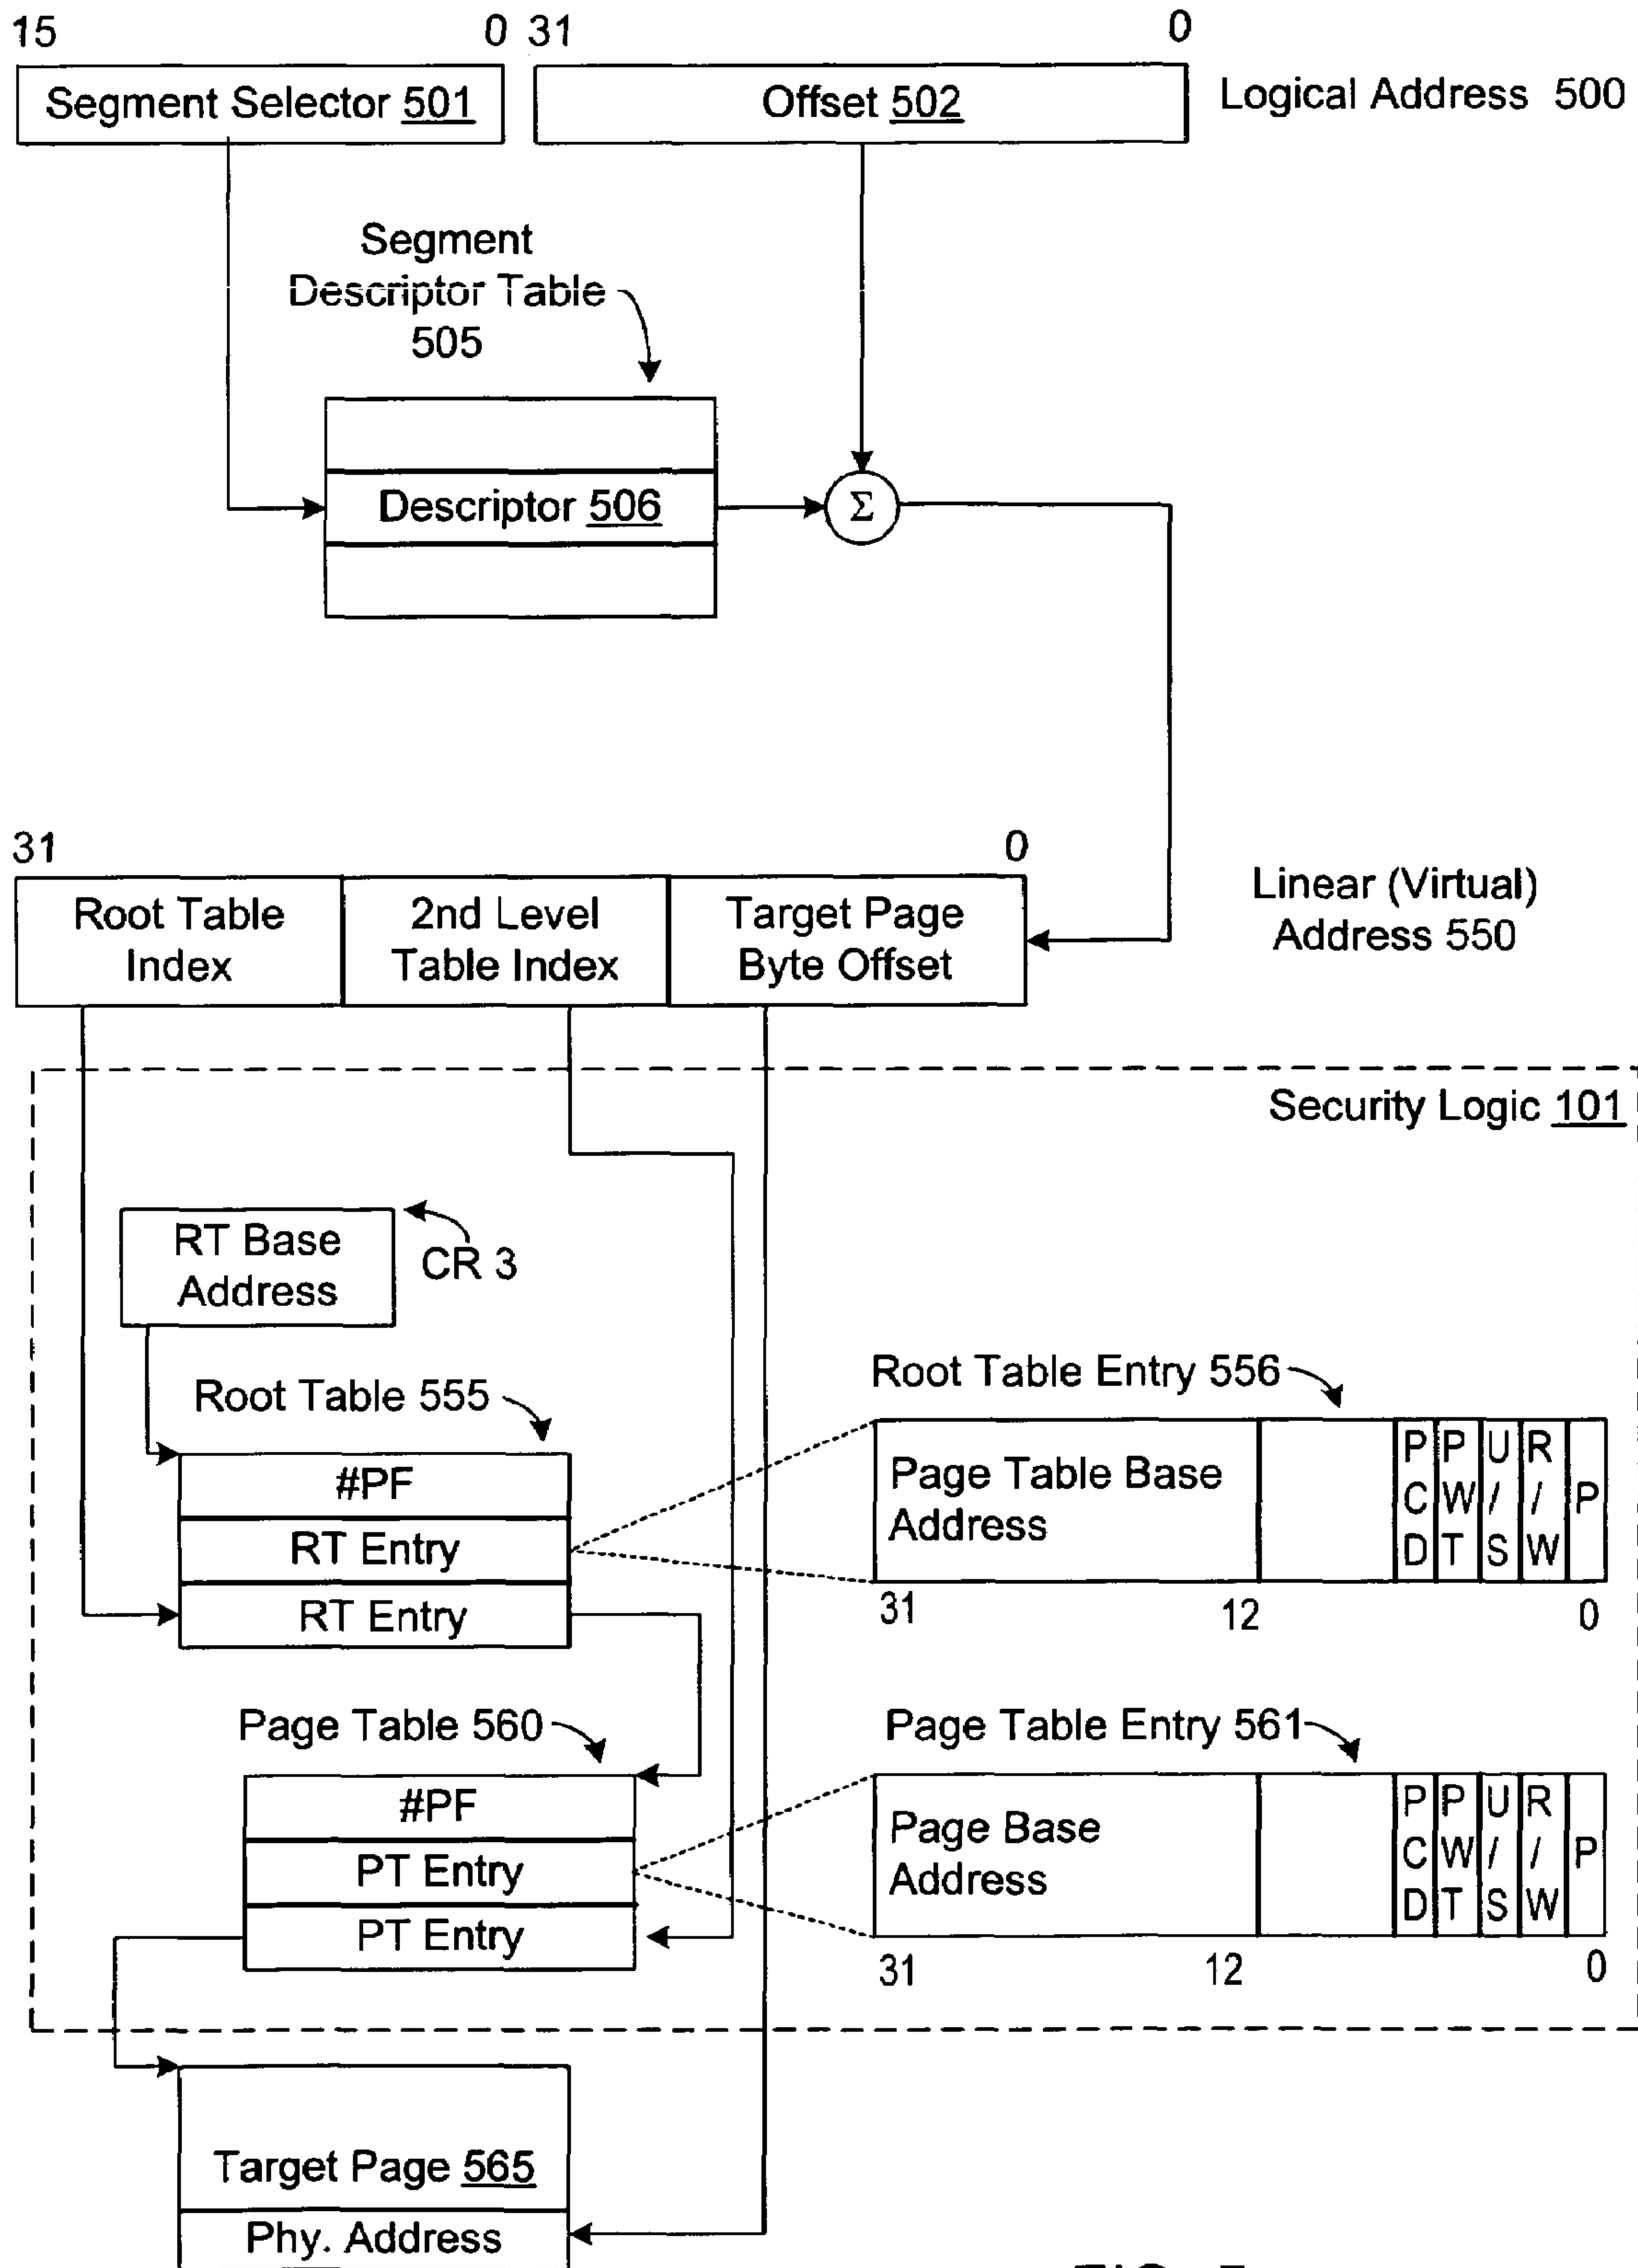 15 0 31 0
Segment Selector 501 Offset 502 Logical Address 500
Segment
Descriptor Table
505
Descriptor 506
Σ
31 0
Root Table
Index
2nd Level
Table Index
Target Page
Byte Offset
Linear (Virtual)
Address 550
Security Logic 101
RT Base
Address
CR 3
Root Table 555
#PF
RT Entry
RT Entry
Root Table Entry 556
Page Table Base
Address
P P U R
C W / / P
D T S W
31 12 0
Page Table 560
#PF
PT Entry
PT Entry
Page Table Entry 561
Page Base
Address
P P U R
C W / / P
D T S W
31 12 0
Target Page 565
Phy. Address